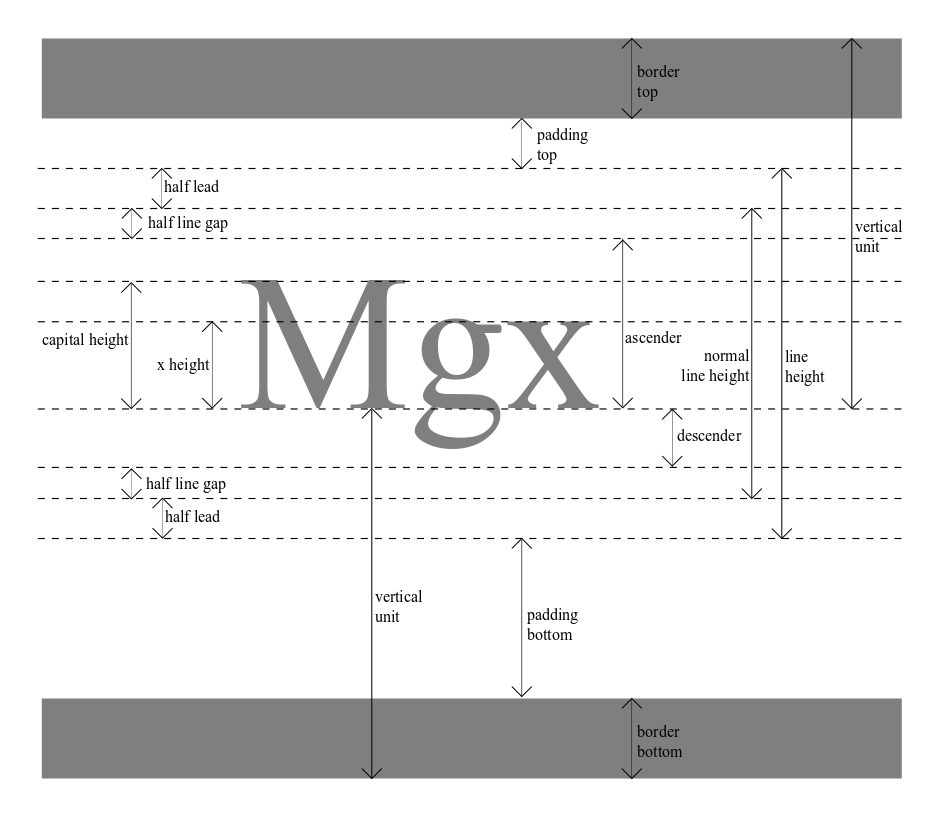 border
top
padding
top
half lead
half line gap
vertical
unit
Mgx
capital height
x height
ascender
normal
line height
line
height
descender
half line gap
half lead
vertical
unit
padding
bottom
border
bottom